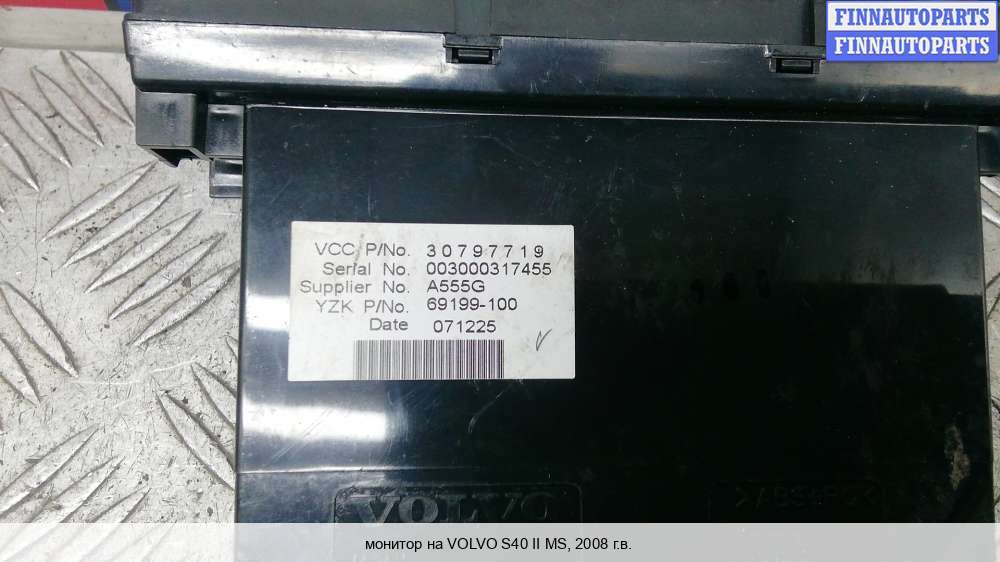 FINNAUTOPARTS
FINNAUTOPARTS
VCC P/No. 30797719
Serial No. 003000317455
Supplier No. A555G
YZK P/No. 69199-100
Date 071225
VOLVO
монитор на VOLVO S40 II MS, 2008 г.в.